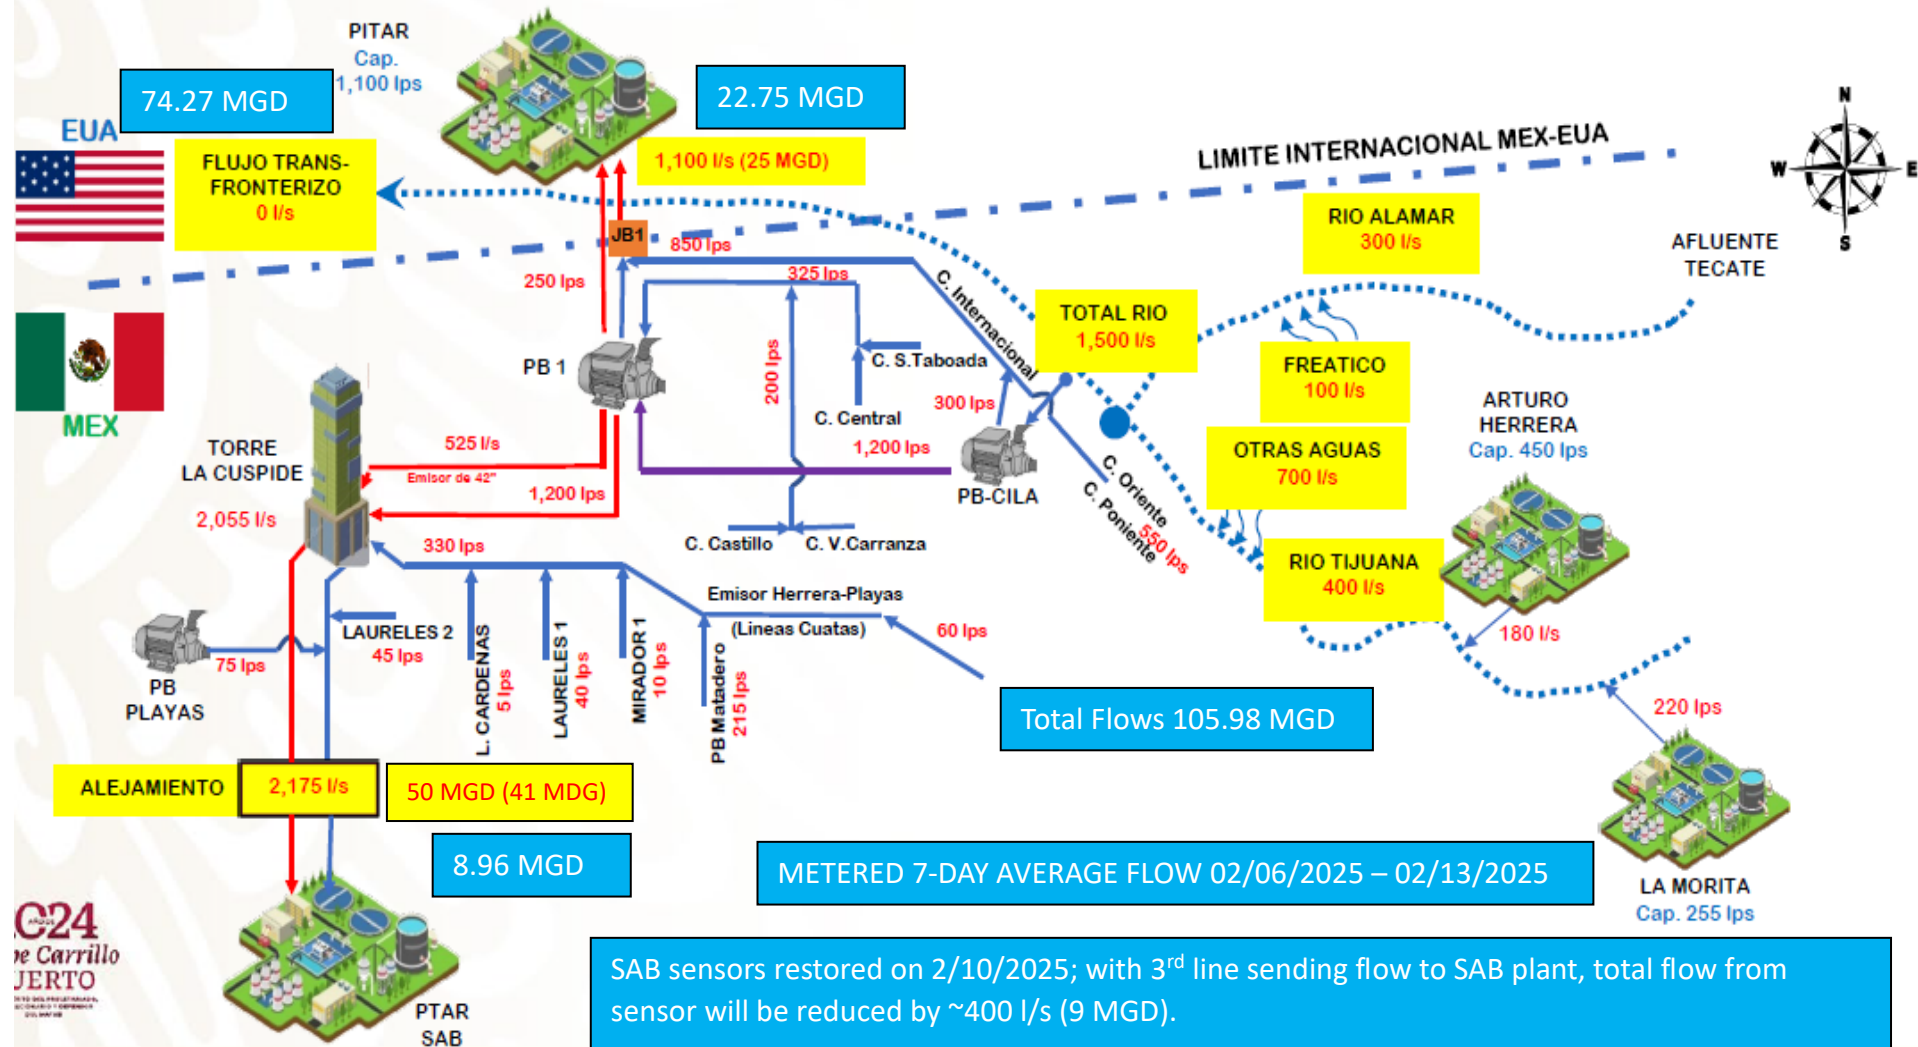 PITAR
Cap.
1,100 lps
74.27 MGD
22.75 MGD
EUA
FLUJO TRANS-
FRONTERIZO
0 l/s
1,100 l/s (25 MGD)
LIMITE INTERNACIONAL MEX-EUA
N
W
E
S
RIO ALAMAR
300 l/s
AFLUENTE
TECATE
JB1
850 lps
250 lps
325 lps
C. Internacional
TOTAL RIO
1,500 l/s
MEX
PB 1
200 lps
C. S.Taboada
C. Central
300 lps
FREATICO
100 l/s
ARTURO
HERRERA
Cap. 450 lps
TORRE
LA CUSPIDE
2,055 l/s
525 l/s
Emisor de 42"
1,200 lps
1,200 lps
PB-CILA
C. Oriente
C. Poniente
550 lps
OTRAS AGUAS
700 l/s
C. Castillo
C. V.Carranza
330 lps
RIO TIJUANA
400 l/s
180 l/s
Emisor Herrera-Playas
(Lineas Cuatas)
60 lps
LAURELES 2
45 lps
75 lps
PB
PLAYAS
L. CARDENAS
5 lps
LAURELES 1
40 lps
MIRADOR 1
10 lps
PB Matadero
215 lps
Total Flows 105.98 MGD
220 lps
ALEJAMIENTO
2,175 l/s
50 MGD (41 MDG)
8.96 MGD
METERED 7-DAY AVERAGE FLOW 02/06/2025 – 02/13/2025
LA MORITA
Cap. 255 lps
2024
pe Carrillo
UERTO
SAB sensors restored on 2/10/2025; with 3rd line sending flow to SAB plant, total flow from
sensor will be reduced by ~400 l/s (9 MGD).
PTAR
SAB